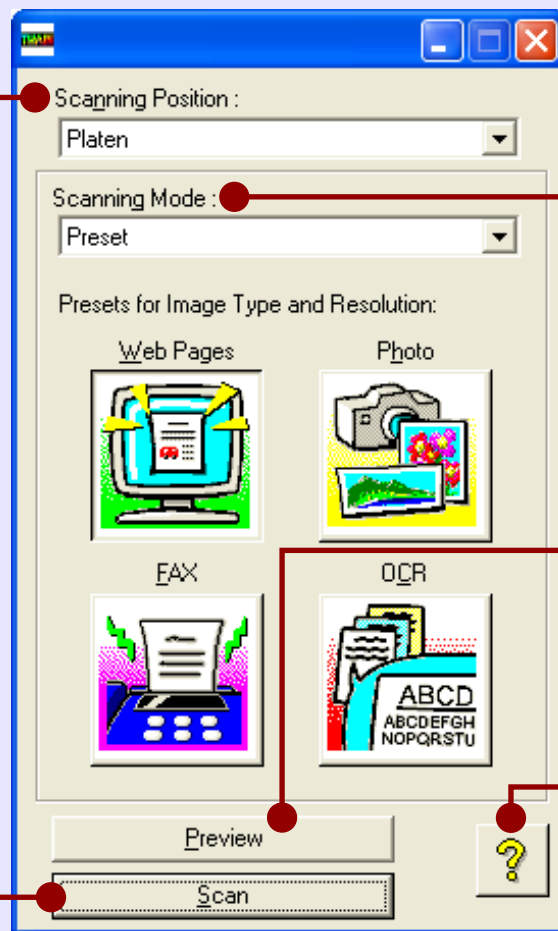 TWAIN
Scanning Position :
Platen
Scanning Mode :
Preset
Presets for Image Type and Resolution:
Web Pages
Photo
FAX
OCR
ABCD
ABCDEFGH
NOPQRSTU
Preview
?
Scan